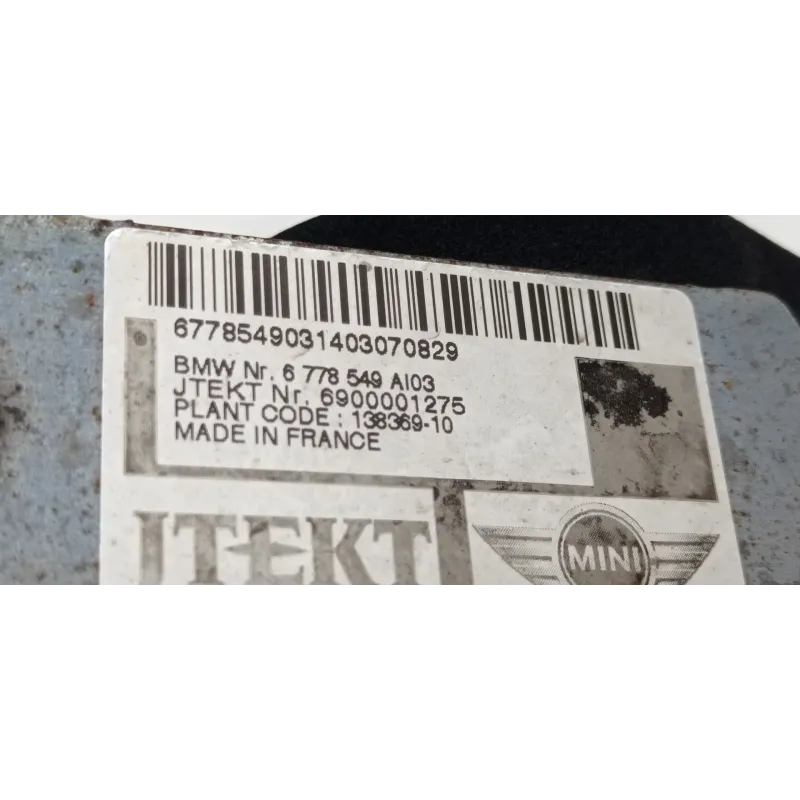 6778549031403070829
BMW Nr. 6 778 549 AI03
JTEKT Nr. 6900001275
PLANT CODE : 138369-10
MADE IN FRANCE
JTEKT
MINI